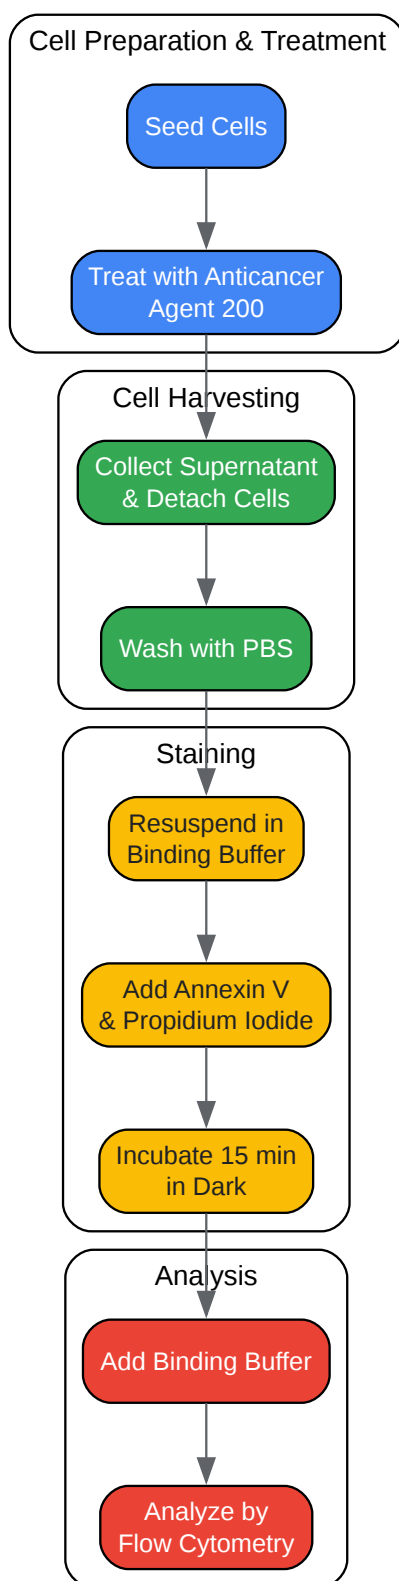 Cell Preparation & Treatment
Seed Cells
Treat with Anticancer
Agent 200
Cell Harvesting
Collect Supernatant
& Detach Cells
Wash with PBS
Staining
Resuspend in
Binding Buffer
Add Annexin V
& Propidium Iodide
Incubate 15 min
in Dark
Analysis
Add Binding Buffer
Analyze by
Flow Cytometry